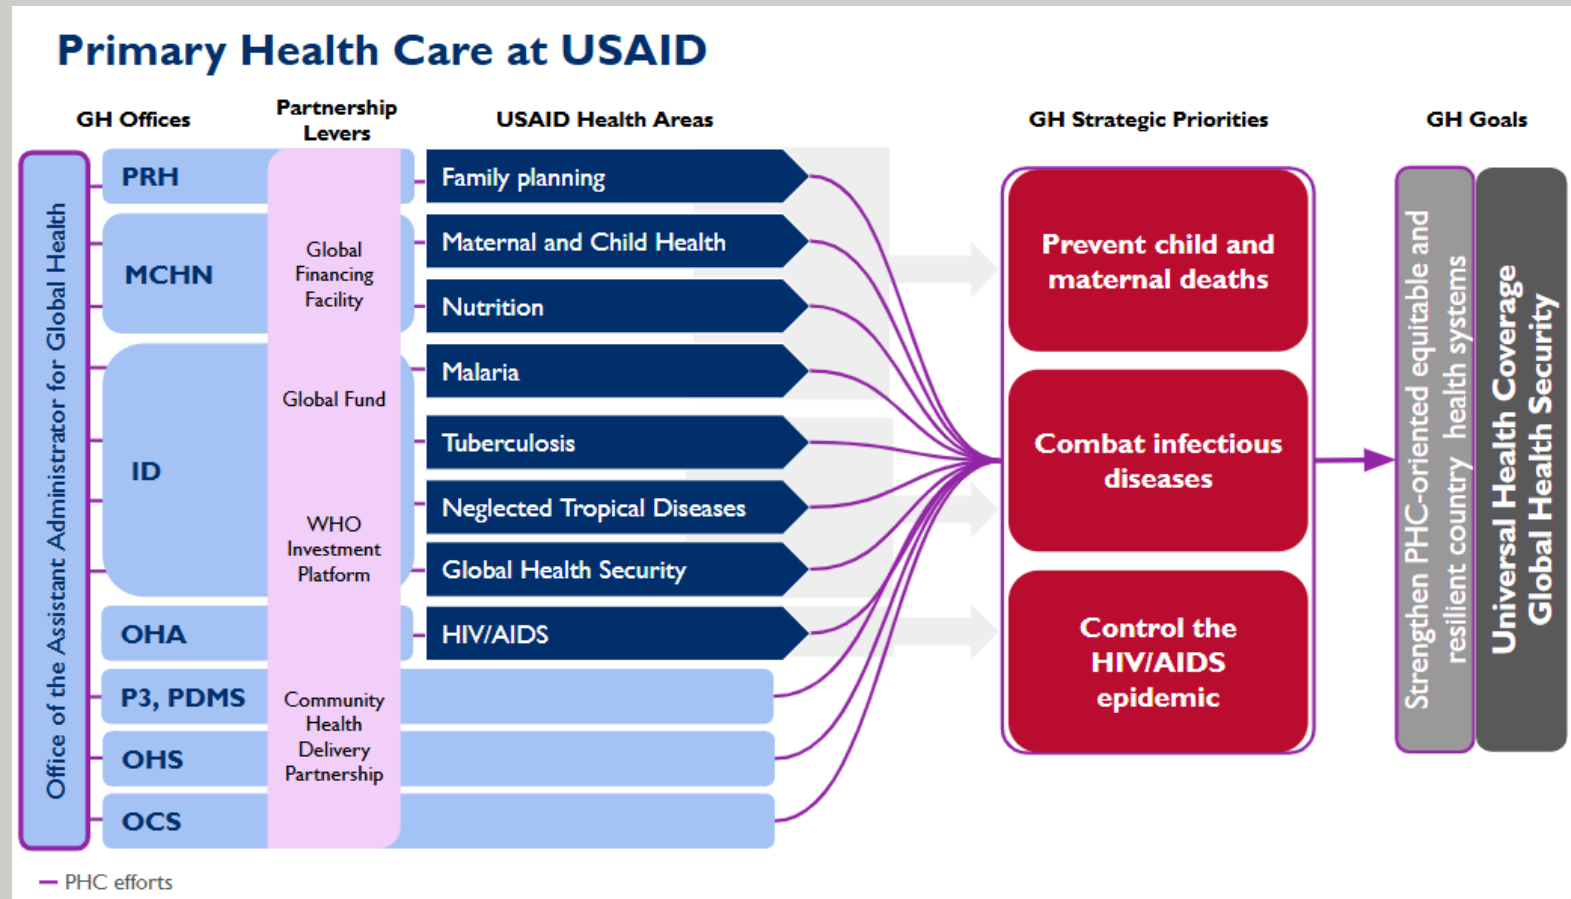 Primary Health Care at USAID
GH Offices
Partnership
Levers
USAID Health Areas
GH Strategic Priorities
GH Goals
Office of the Assistant Administrator for Global Health
PRH
MCHN
ID
OHA
P3, PDMS
OHS
OCS
Global
Financing
Facility
Global Fund
WHO
Investment
Platform
Community
Health
Delivery
Partnership
Family planning
Maternal and Child Health
Nutrition
Malaria
Tuberculosis
Neglected Tropical Diseases
Global Health Security
HIV/AIDS
Prevent child and
maternal deaths
Combat infectious
diseases
Control the
HIV/AIDS
epidemic
Strengthen PHC-oriented equitable and
resilient country health systems
Universal Health Coverage
Global Health Security
PHC efforts